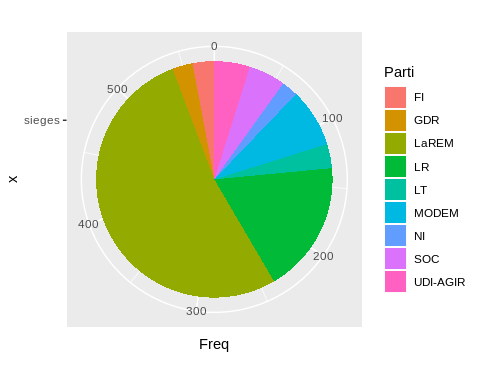 0
100
200
300
400
500
sieges
x
Freq
Parti
FI
GDR
LaREM
LR
LT
MODEM
NI
SOC
UDI-AGIR